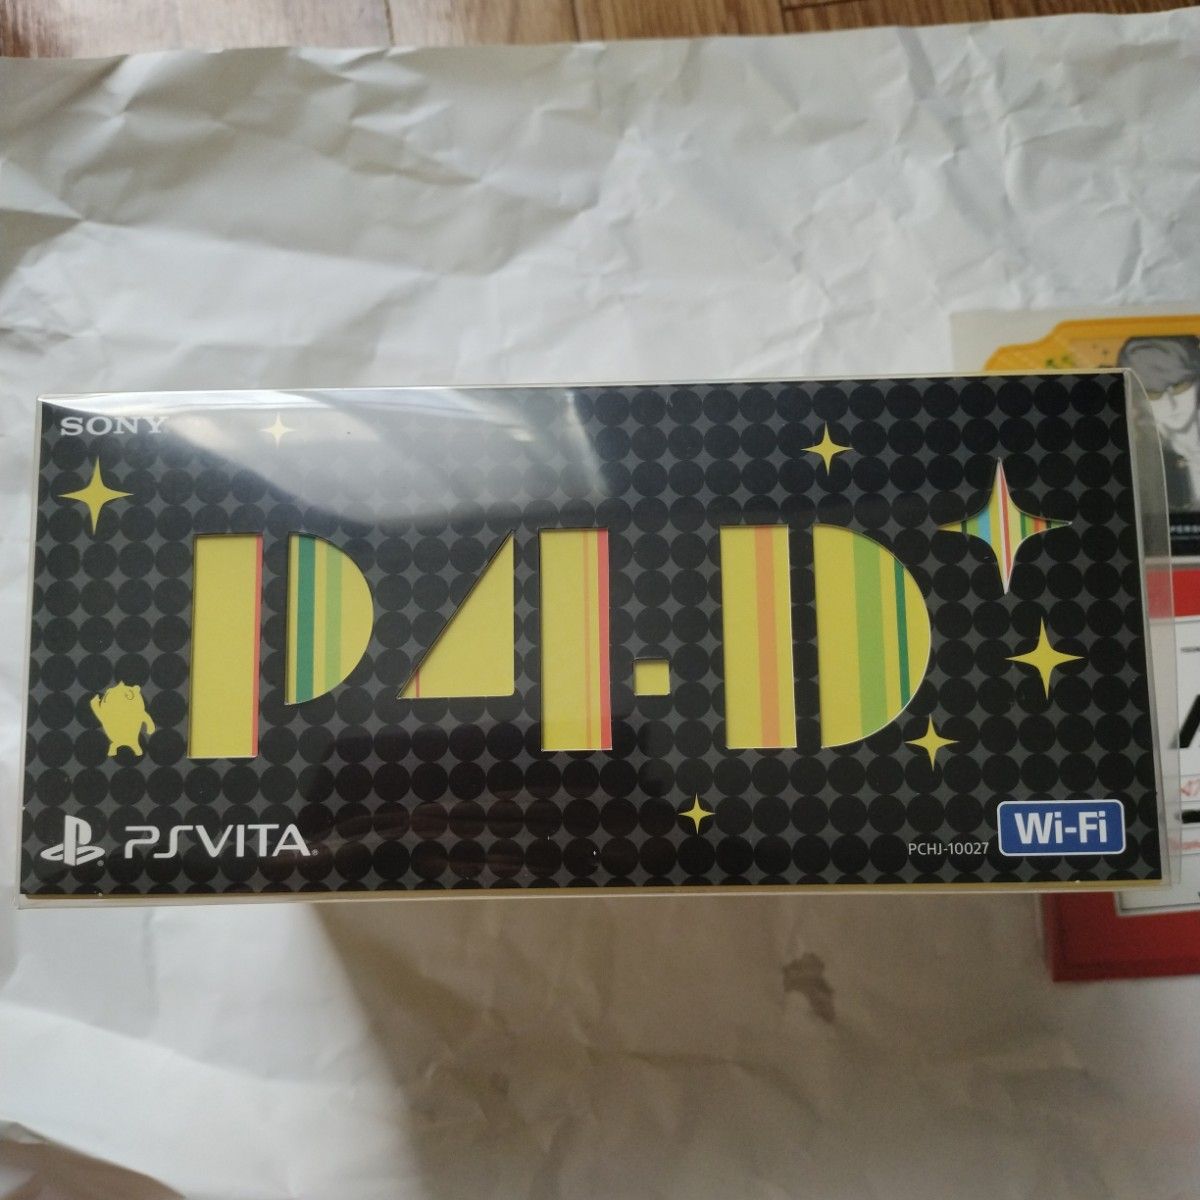 SONY
P4.D
PSVITA
PCHJ-10027
Wi-Fi